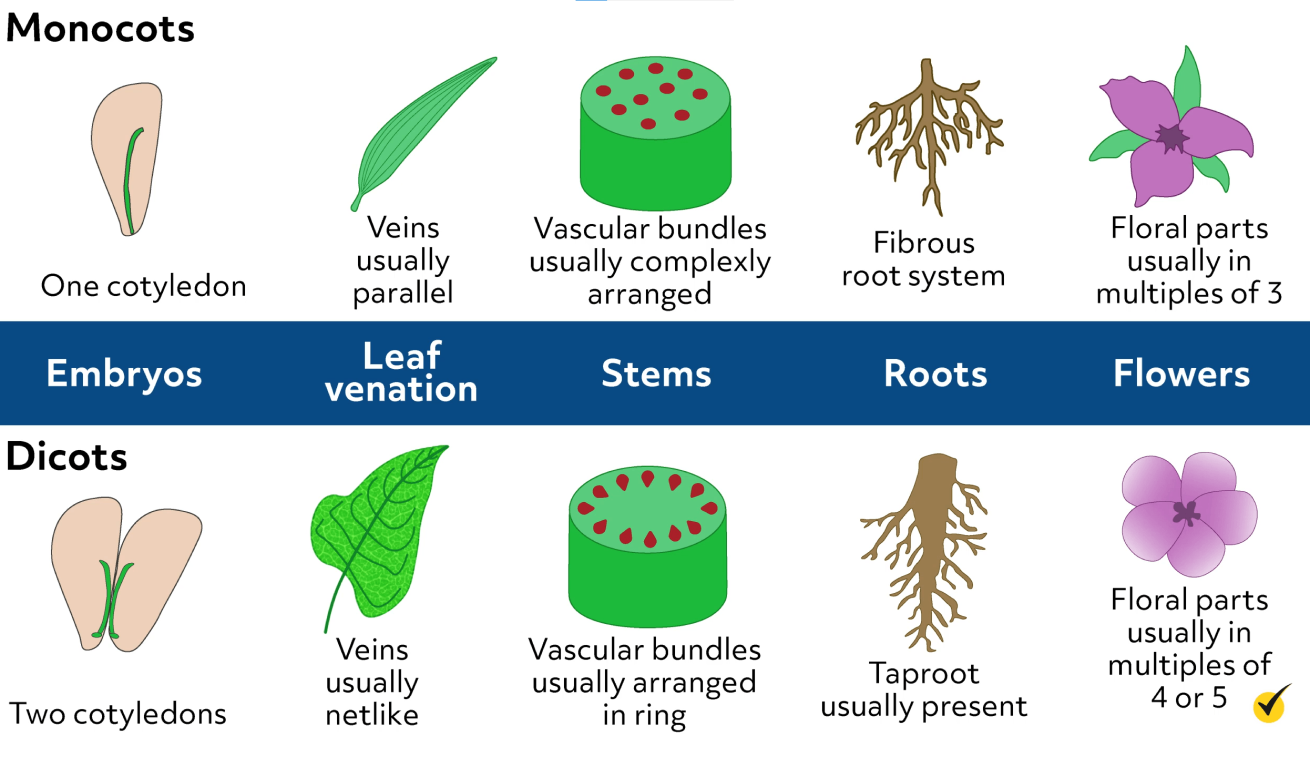 Monocots
One cotyledon
Veins
usually
parallel
Vascular bundles
usually complexly
arranged
Fibrous
root system
Floral parts
usually in
multiples of 3
Embryos
Leaf
venation
Stems
Roots
Flowers
Dicots
Two cotyledons
Veins
usually
netlike
Vascular bundles
usually arranged
in ring
Taproot
usually present
Floral parts
usually in
multiples of
4 or 5